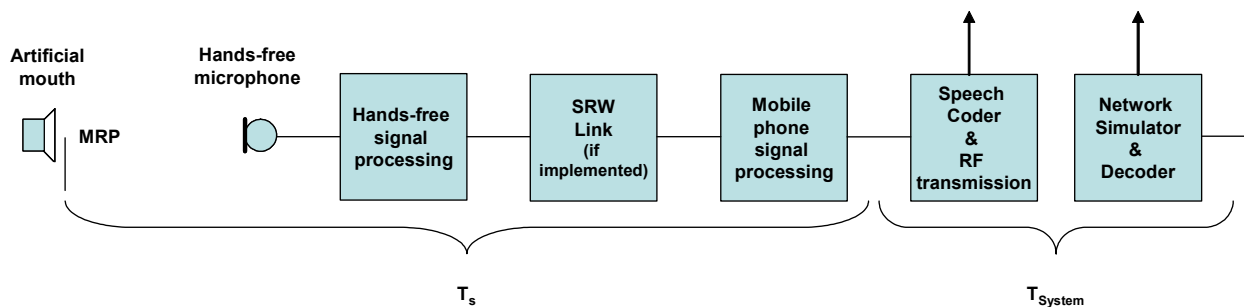 Artificial
mouth
MRP
Hands-free
microphone
Hands-free
signal
processing
SRW
Link
(if
implemented)
Mobile
phone
signal
processing
Speech
Coder
&
RF
transmission
Network
Simulator
&
Decoder
Ts
TSystem